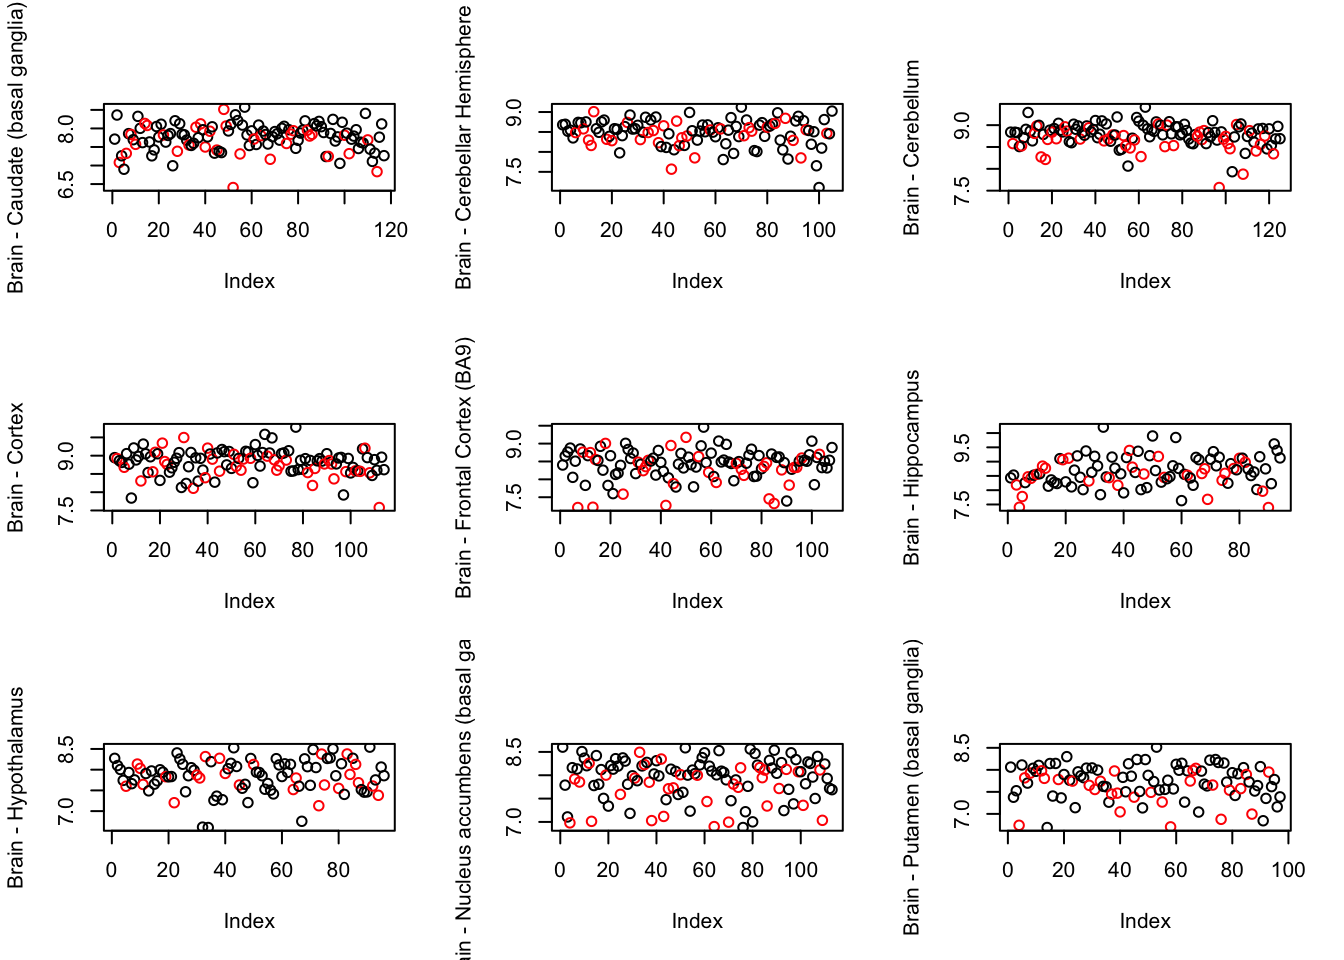 Brain - Caudate (basal ganglia)
6.5 8.0
0 20 40 60 80 120
Index
Brain - Cerebellar Hemisphere
7.5 9.0
0 20 40 60 80 100
Index
Brain - Cerebellum
7.5 9.0
0 20 40 60 80 120
Index
Brain - Cortex
7.5 9.0
0 20 40 60 80 100
Index
Brain - Frontal Cortex (BA9)
7.5 9.0
0 20 40 60 80 100
Index
Brain - Hippocampus
7.5 9.5
0 20 40 60 80
Index
Brain - Hypothalamus
7.0 8.5
0 20 40 60 80
Index
ain - Nucleus accumbens (basal ga
7.0 8.5
0 20 40 60 80 100
Index
Brain - Putamen (basal ganglia)
7.0 8.5
0 20 40 60 80 100
Index